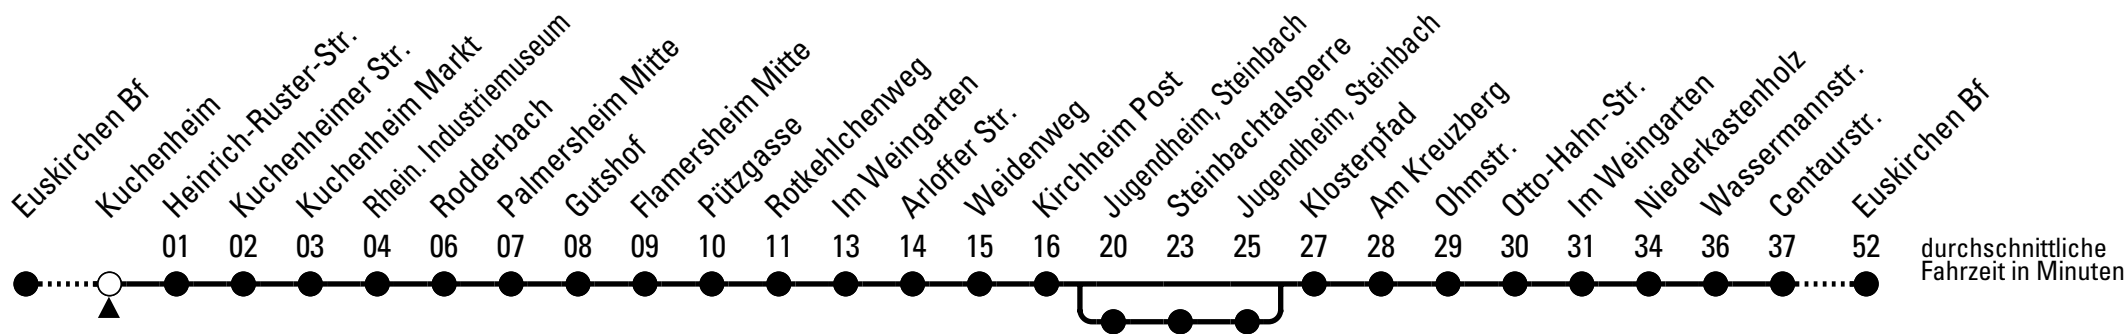 Euskirchen Bf
Kuchenheim
Heinrich-Ruster-Str.
Kuchenheimer Str.
Kuchenheim Markt
Rhein. Industriemuseum
Rodderbach
Palmersheim Mitte
Gutshof
Flamersheim Mitte
Pützgasse
Rotkehlchenweg
Im Weingarten
Arloffer Str.
Weidenweg
Kirchheim Post
Jugendheim, Steinbach
Steinbachtalsperre
Jugendheim, Steinbach
Klosterpfad
Am Kreuzberg
Ohmstr.
Otto-Hahn-Str.
Im Weingarten
Niederkastenholz
Wassermannstr.
Centaurstr.
Euskirchen Bf
01 02 03 04 06 07 08 09 10 11 13 14 15 16 20 23 25 27 28 29 30 31 34 36 37 52
durchschnittliche
Fahrzeit in Minuten